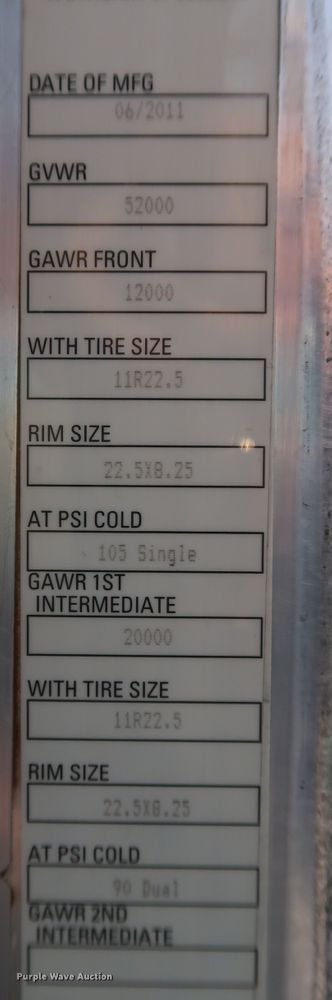 DATE OF MFG
06/2011
GVWR
52000
GAWR FRONT
12000
WITH TIRE SIZE
11R22.5
RIM SIZE
22.5X8.25
AT PSI COLD
105 Single
GAWR 1ST
INTERMEDIATE
20000
WITH TIRE SIZE
11R22.5
RIM SIZE
22.5X8.25
AT PSI COLD
90 Dual
GAWR 2ND
INTERMEDIATE
Purple Wave Auction